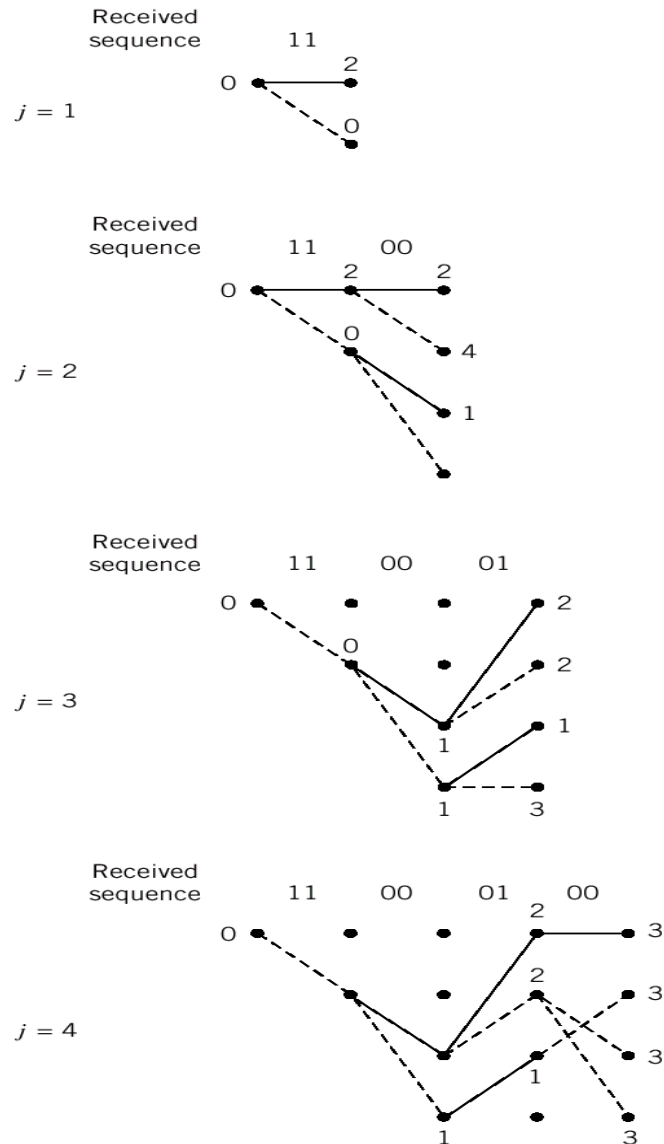 Received
sequence 11
0 2
0
j = 1
Received
sequence 11 00
0 2 2
0
4
j = 2
1
Received
sequence 11 00 01
0 2
0
2
j = 3
1 1
1 3
Received
sequence 11 00 01 00
0 2 3
2 3
j = 4
1 3
1 3